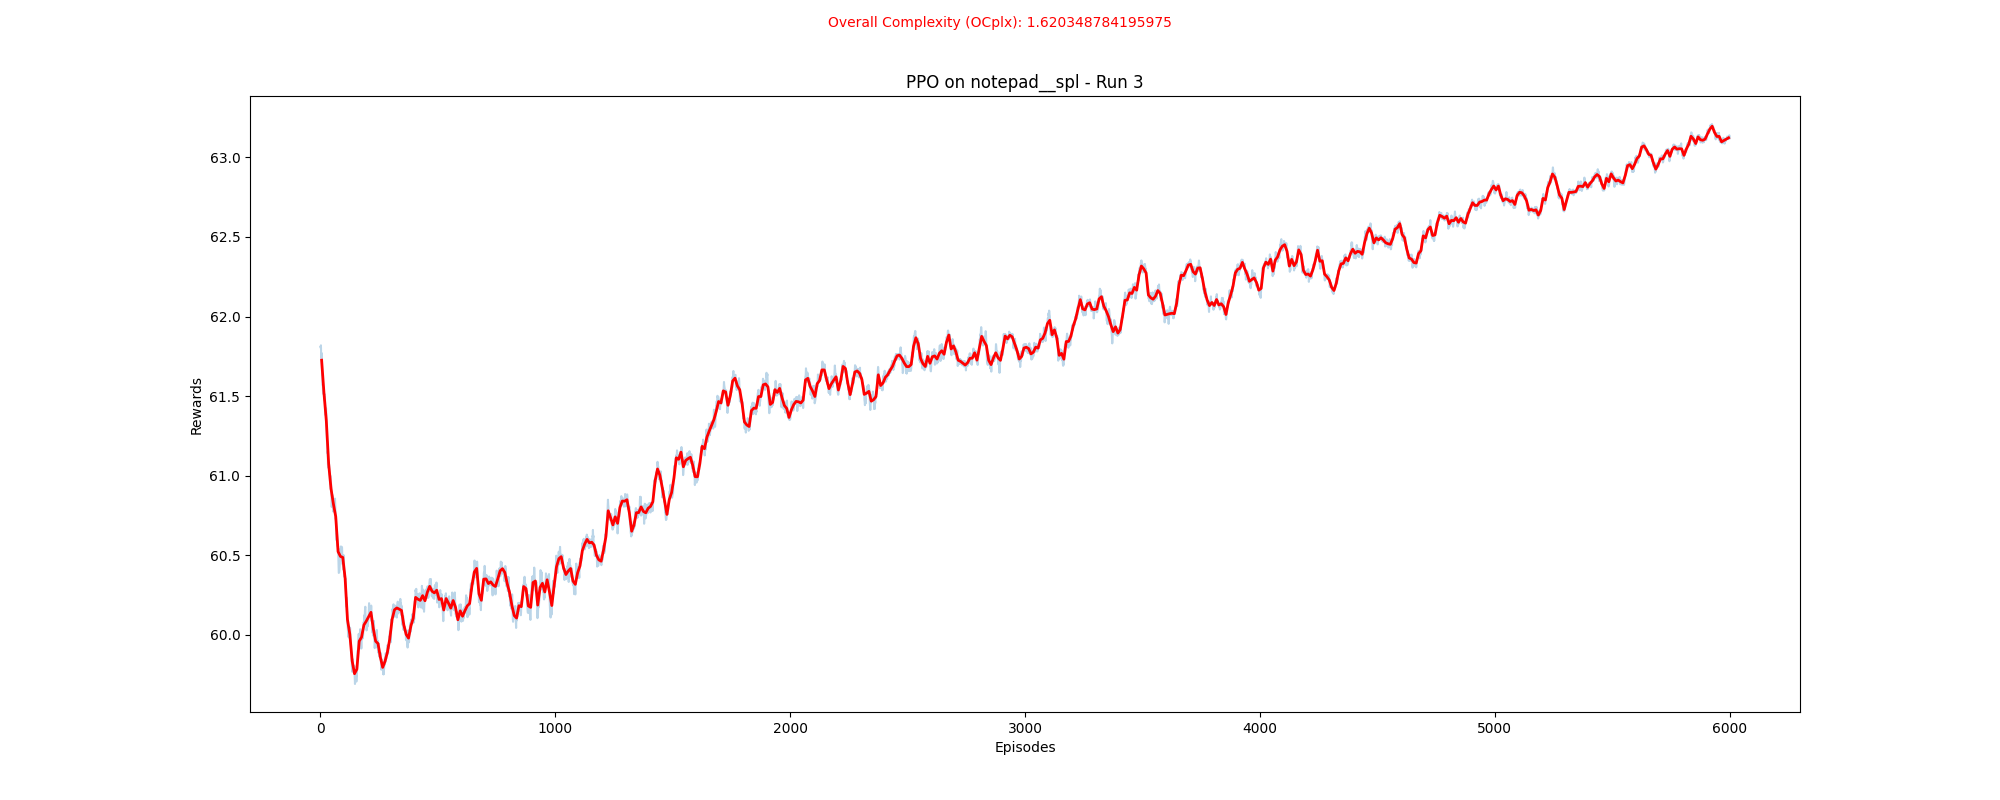 Overall Complexity (OCplx): 1.620348784195975
PPO on notepad__spl - Run 3
Rewards
63.0
62.5
62.0
61.5
61.0
60.5
60.0
0 1000 2000 3000 4000 5000 6000
Episodes